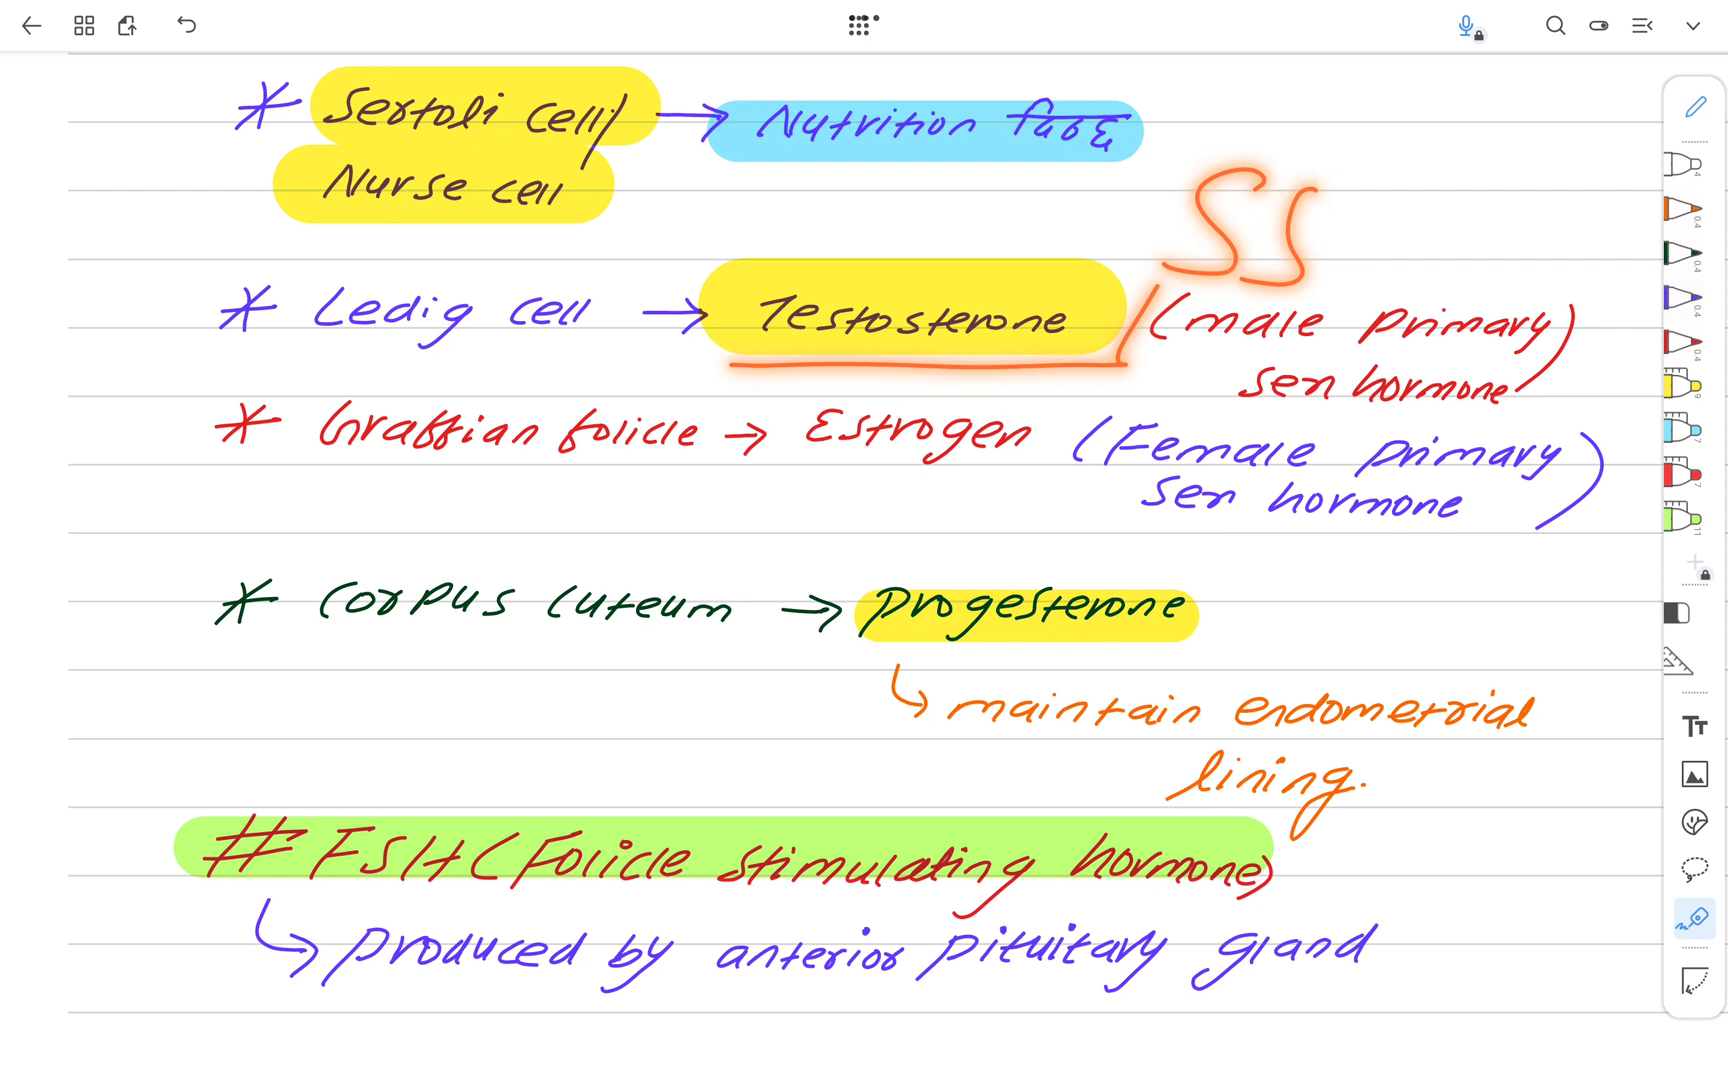 * Sertoli cell/ → Nutrition
Nurse cell
SS
* Ledig cell → Testosterone (male primary
sex hormone)
* Graffian folicle → Estrogen (Female primary
sex hormone)
* Corpus luteum → progesterone
↳ maintain endometrial
lining.
# FSH (Folicle stimulating hormone)
↳ produced by anterior pituitary gland